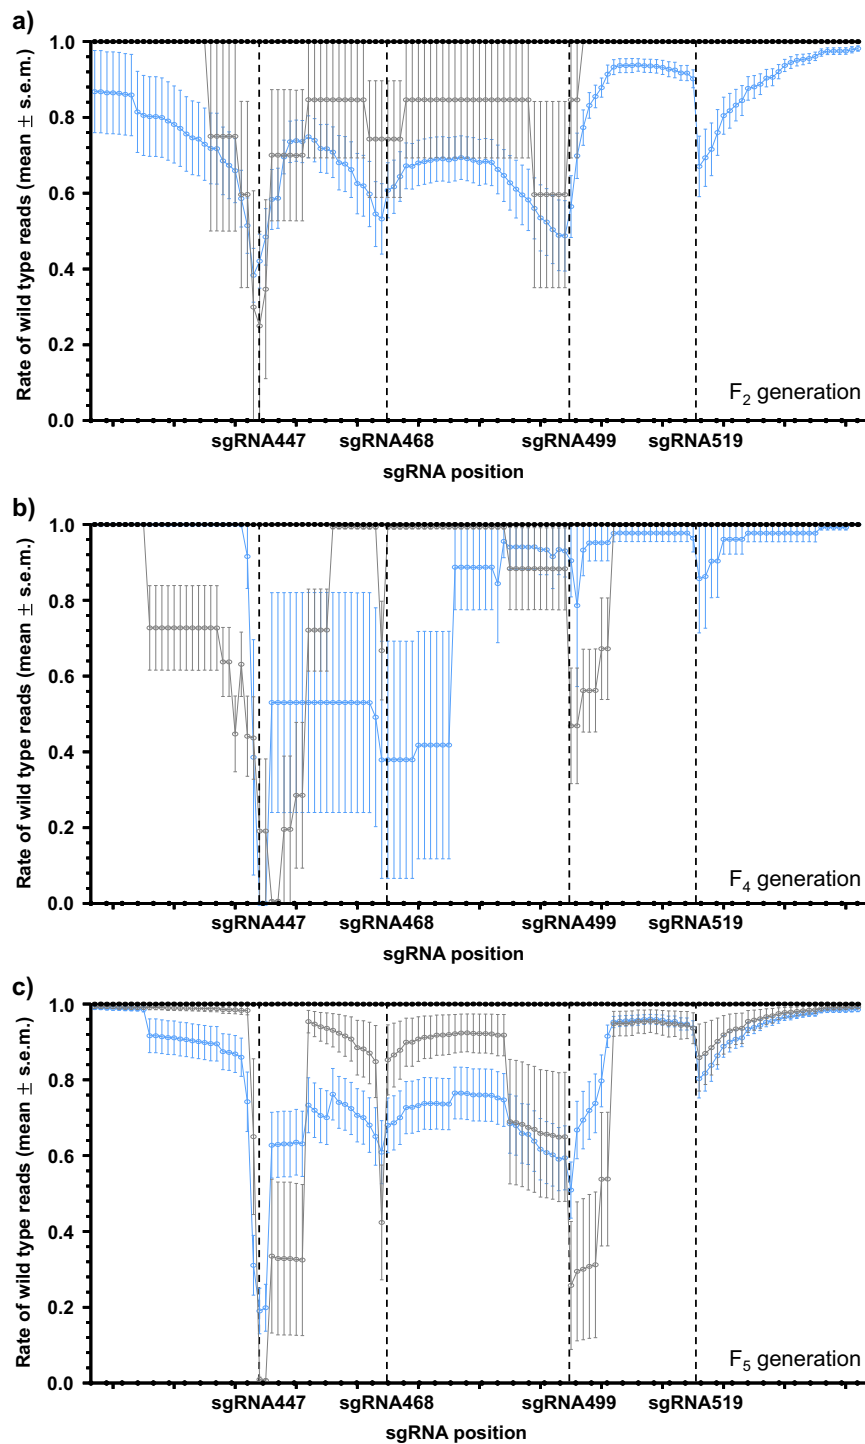 a)
Rate of wild type reads (mean ± s.e.m.)
1.0
0.8
0.6
0.4
0.2
0.0
F₂ generation
sgRNA447 sgRNA468 sgRNA499 sgRNA519
sgRNA position
b)
Rate of wild type reads (mean ± s.e.m.)
1.0
0.8
0.6
0.4
0.2
0.0
F₄ generation
sgRNA447 sgRNA468 sgRNA499 sgRNA519
sgRNA position
c)
Rate of wild type reads (mean ± s.e.m.)
1.0
0.8
0.6
0.4
0.2
0.0
F₅ generation
sgRNA447 sgRNA468 sgRNA499 sgRNA519
sgRNA position